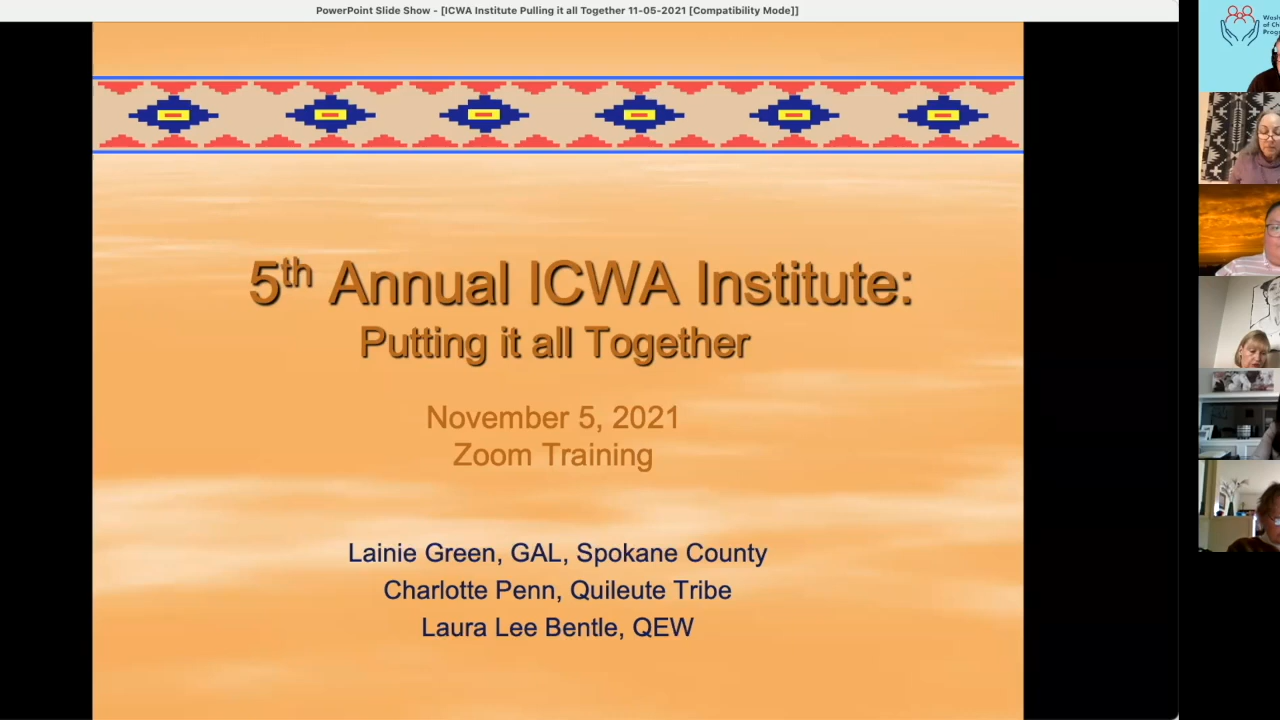 PowerPoint Slide Show - [ICWA Institute Pulling it all Together 11-05-2021 [Compatibility Mode]]
5th Annual ICWA Institute:
Putting it all Together
November 5, 2021
Zoom Training
Lainie Green, GAL, Spokane County
Charlotte Penn, Quileute Tribe
Laura Lee Bentle, QEW
of